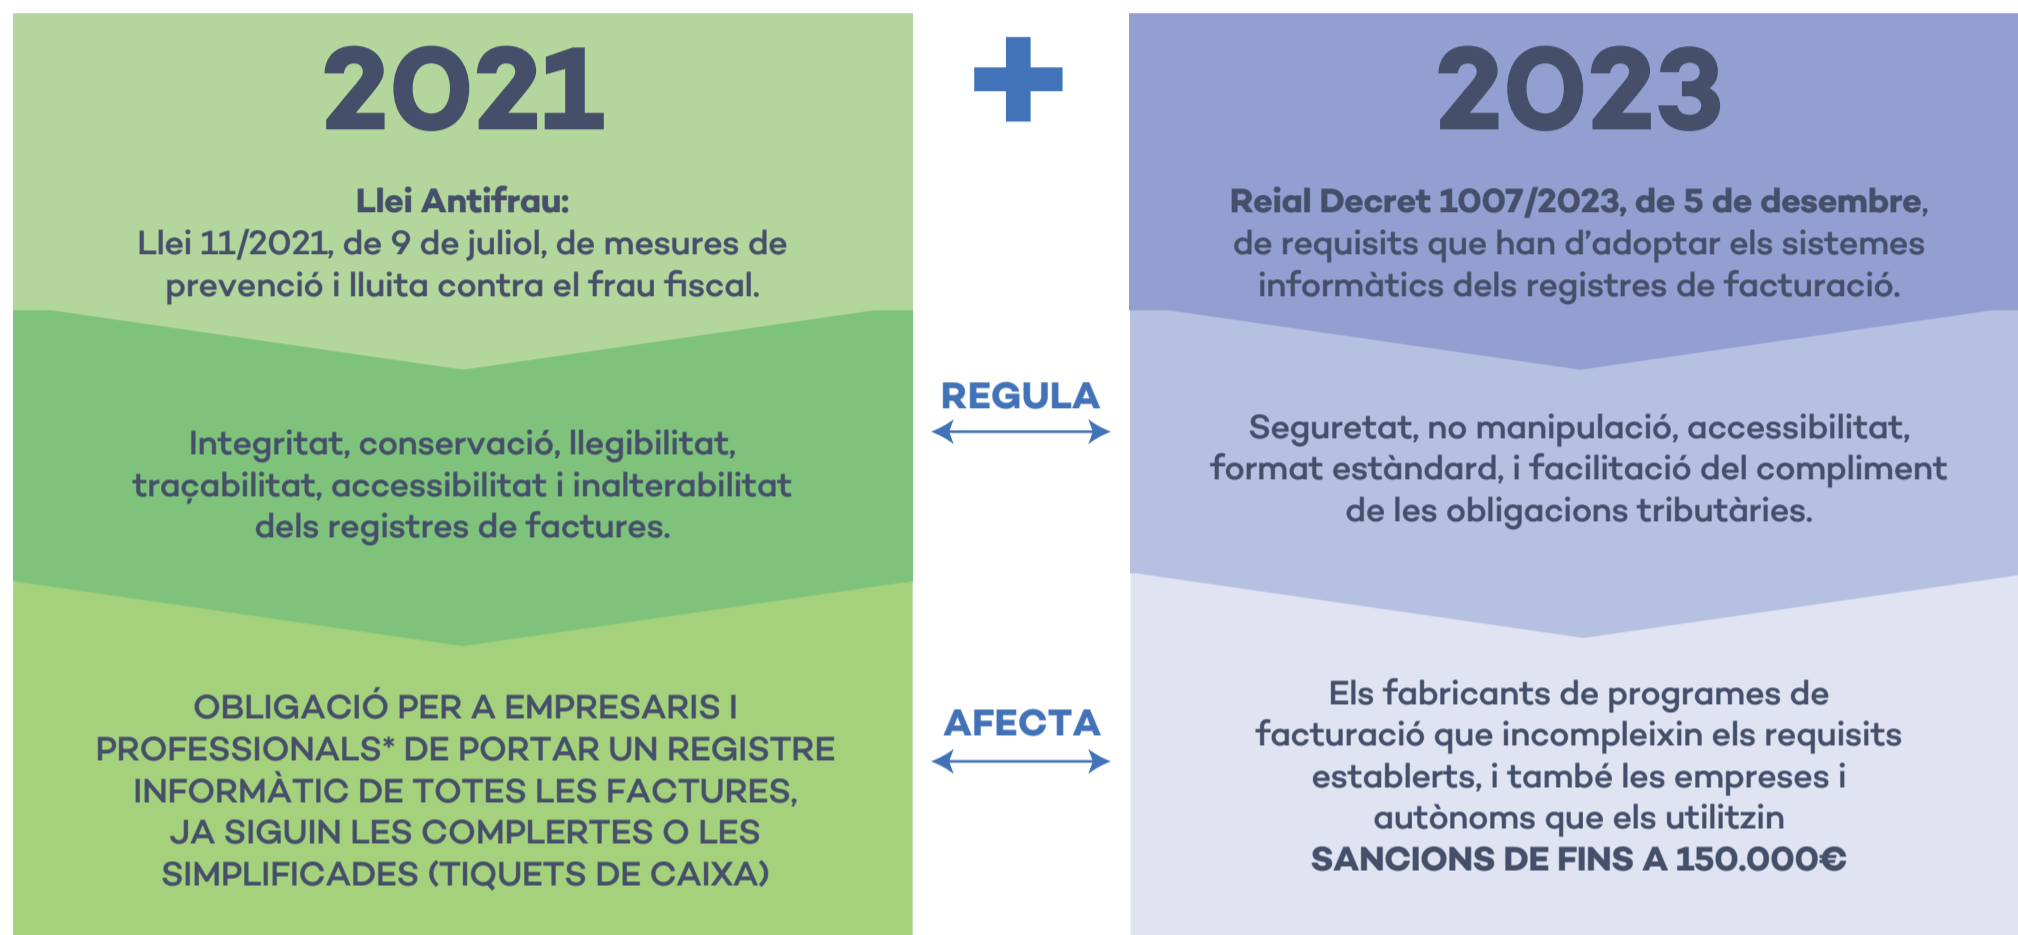 2021
Llei Antifrau:
Llei 11/2021, de 9 de juliol, de mesures de
prevenció i lluita contra el frau fiscal.
Integritat, conservació, llegibilitat,
traçabilitat, accessibilitat i inalterabilitat
dels registres de factures.
OBLIGACIÓ PER A EMPRESARIS I
PROFESSIONALS* DE PORTAR UN REGISTRE
INFORMÀTIC DE TOTES LES FACTURES,
JA SIGUIN LES COMPLERTES O LES
SIMPLIFICADES (TIQUETS DE CAIXA)
+
REGULA
AFECTA
2023
Reial Decret 1007/2023, de 5 de desembre,
de requisits que han d’adoptar els sistemes
informàtics dels registres de facturació.
Seguretat, no manipulació, accessibilitat,
format estàndard, i facilitació del compliment
de les obligacions tributàries.
Els fabricants de programes de
facturació que incompleixin els requisits
establerts, i també les empreses i
autònoms que els utilitzin
SANCIONS DE FINS A 150.000€